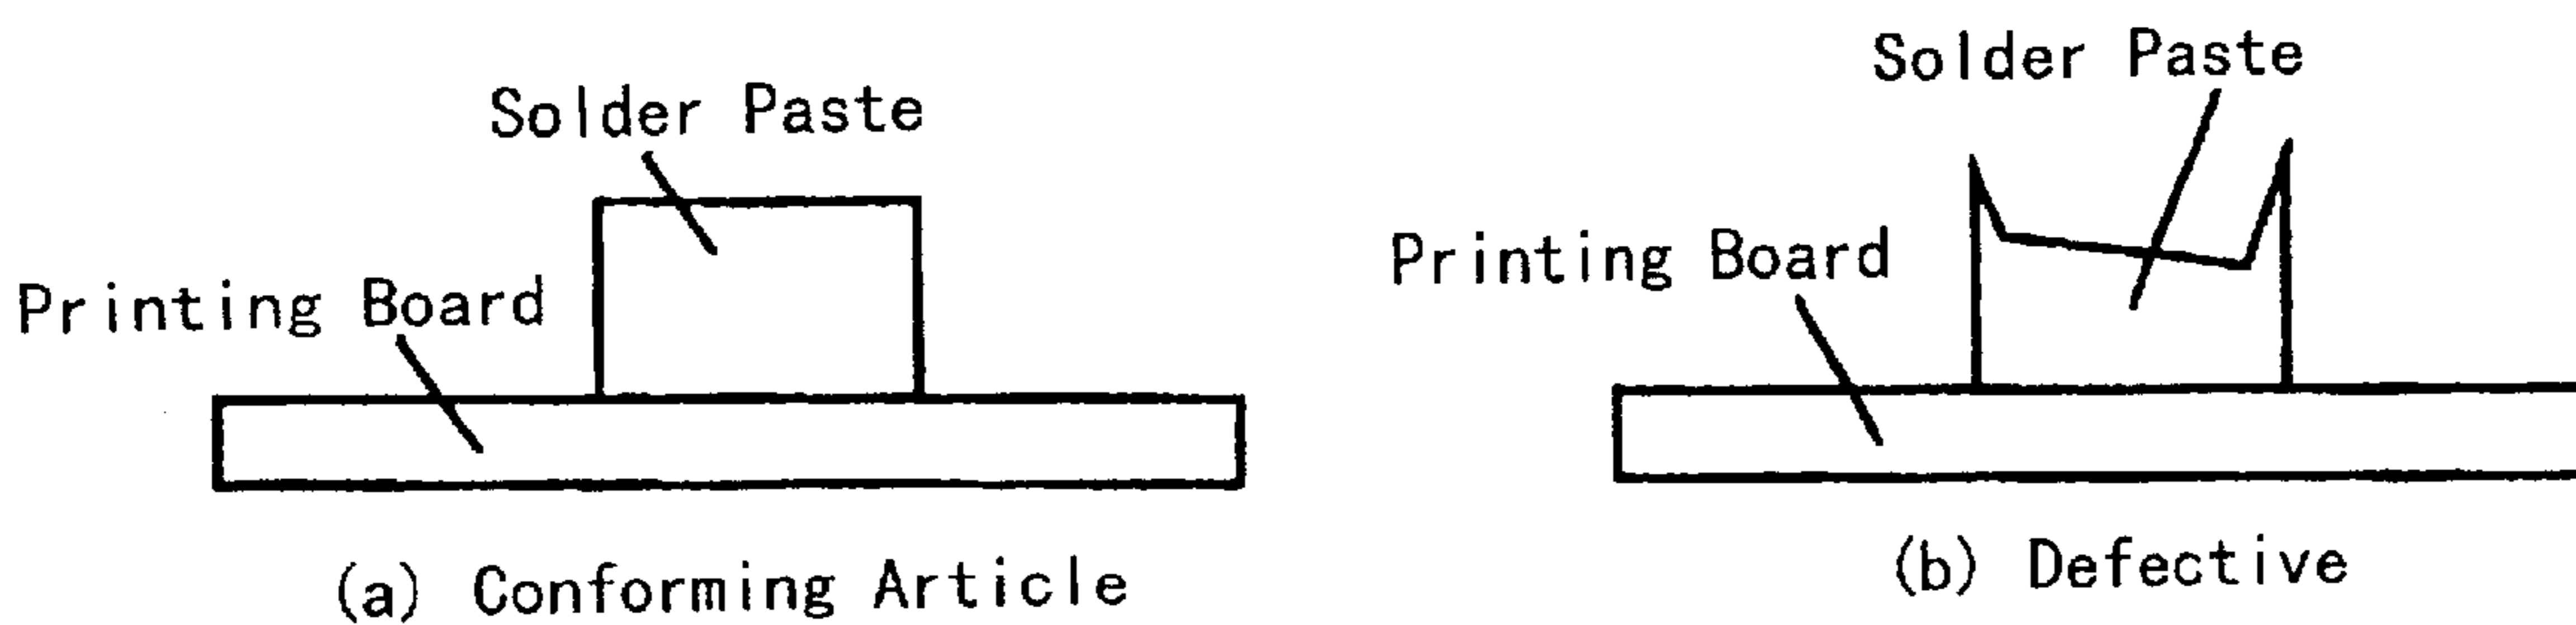 Solder Paste
Printing Board
(a) Conforming Article
Solder Paste
Printing Board
(b) Defective